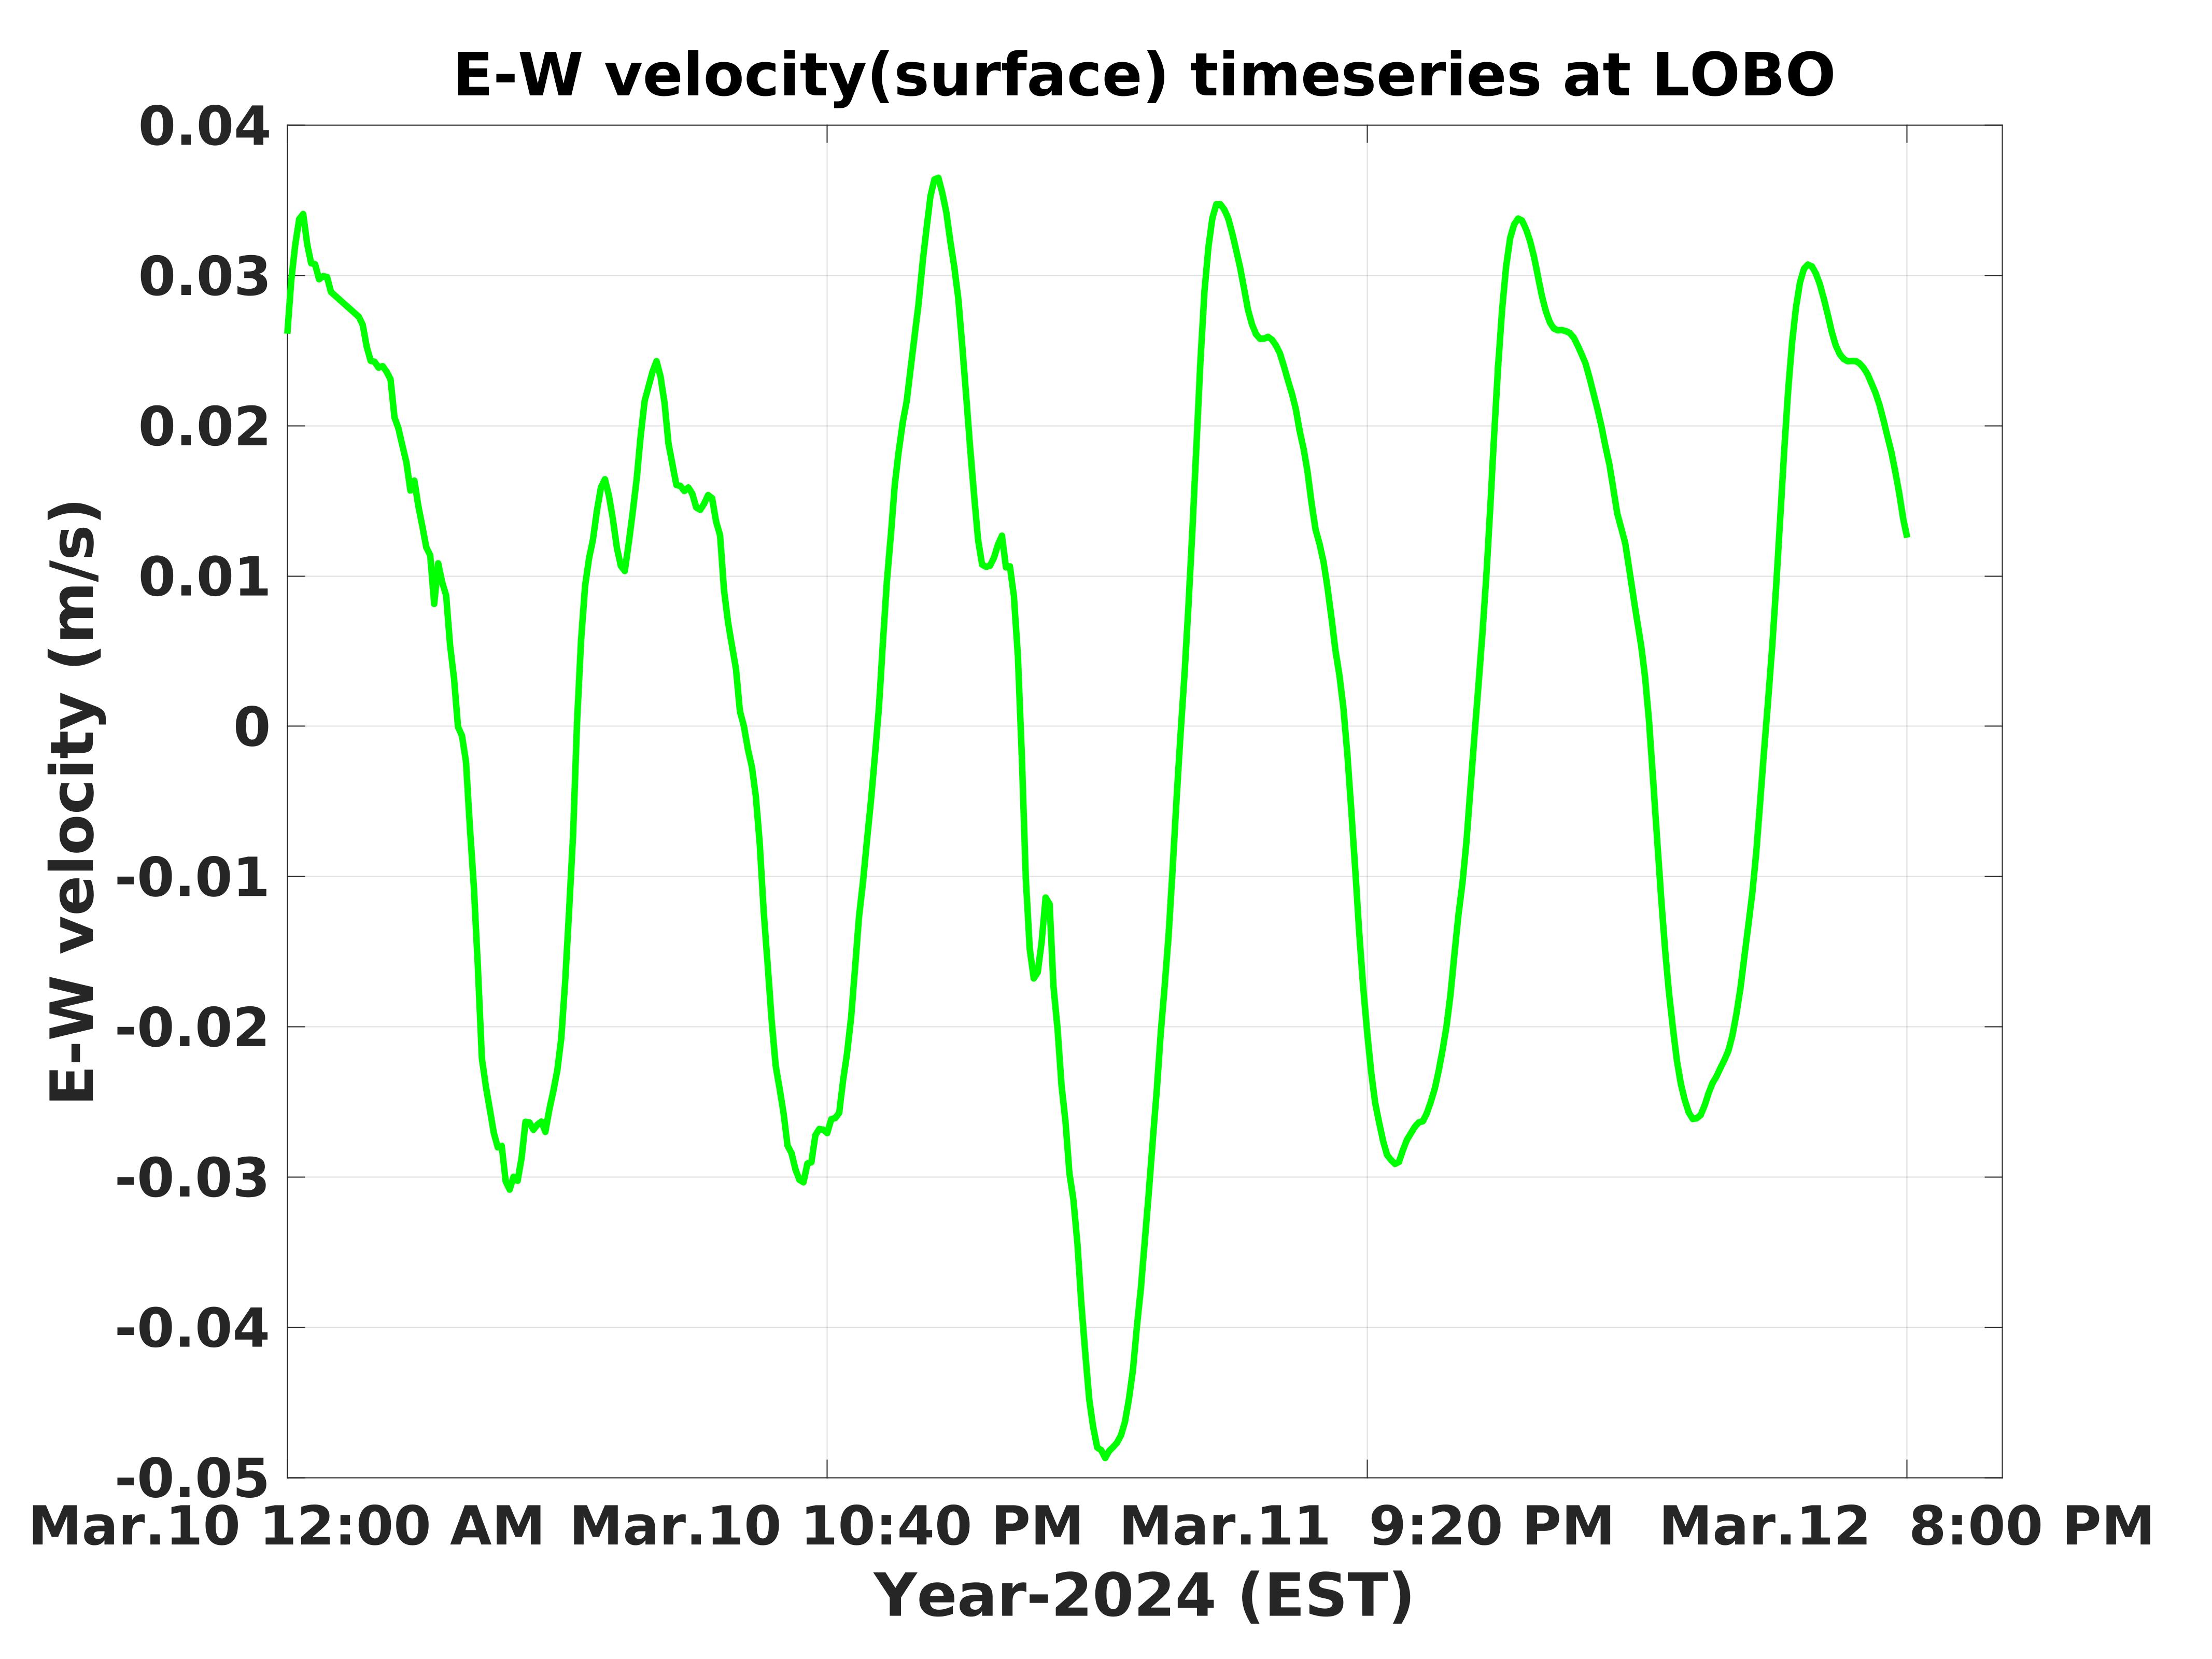 E-W velocity(surface) timeseries at LOBO
0.04
0.03
0.02
0.01
0
-0.01
-0.02
-0.03
-0.04
-0.05
E-W velocity (m/s)
Mar.10 12:00 AM Mar.10 10:40 PM Mar.11 9:20 PM Mar.12 8:00 PM
Year-2024 (EST)